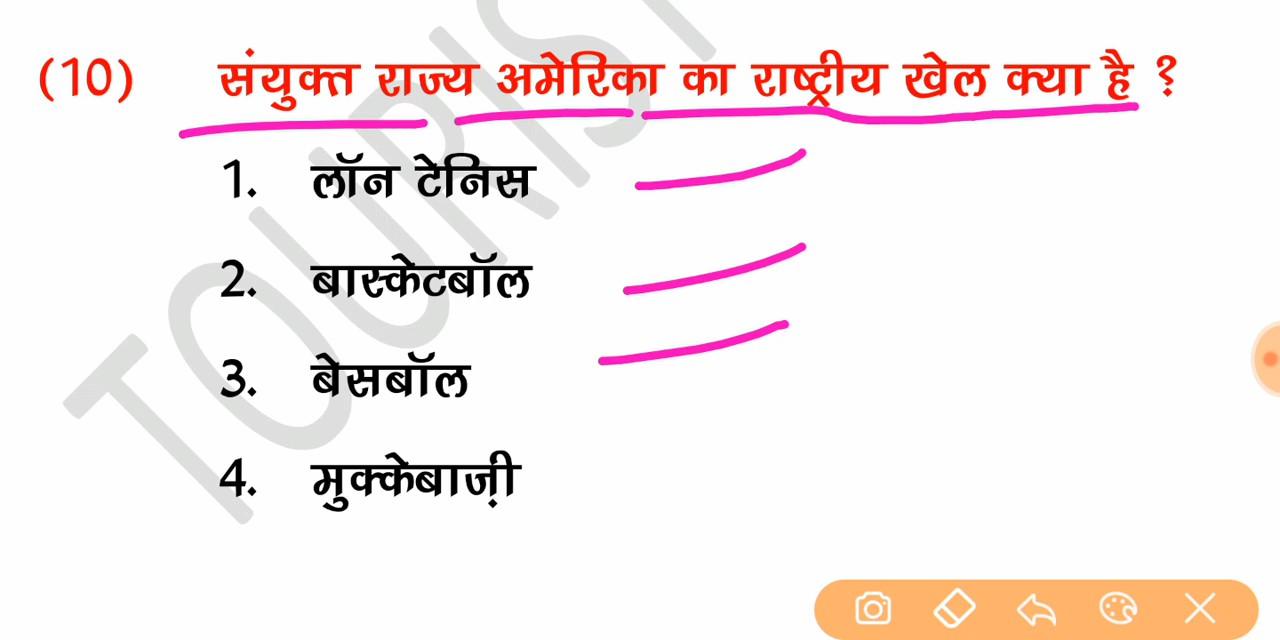 (10) संयुक्त राज्य अमेरिका का राष्ट्रीय खेल क्या है ?
1. लॉन टेनिस
2. बास्केटबॉल
3. बेसबॉल
4. मुक्केबाज़ी
TOURIST